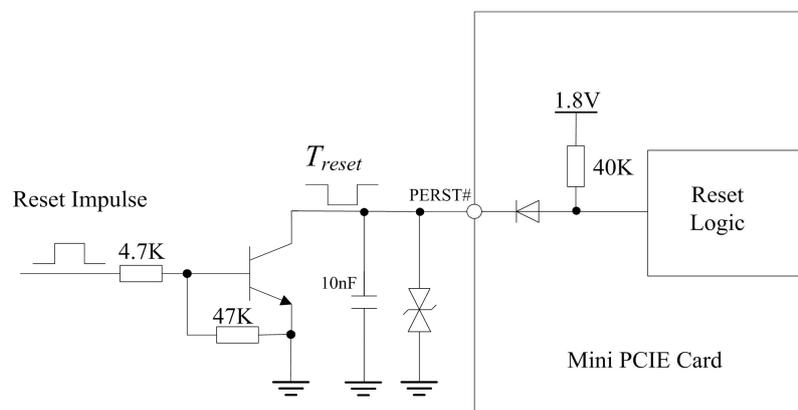 1.8V
40K
Reset
Logic
T_reset
PERST#
Reset Impulse
4.7K
10nF
47K
Mini PCIE Card